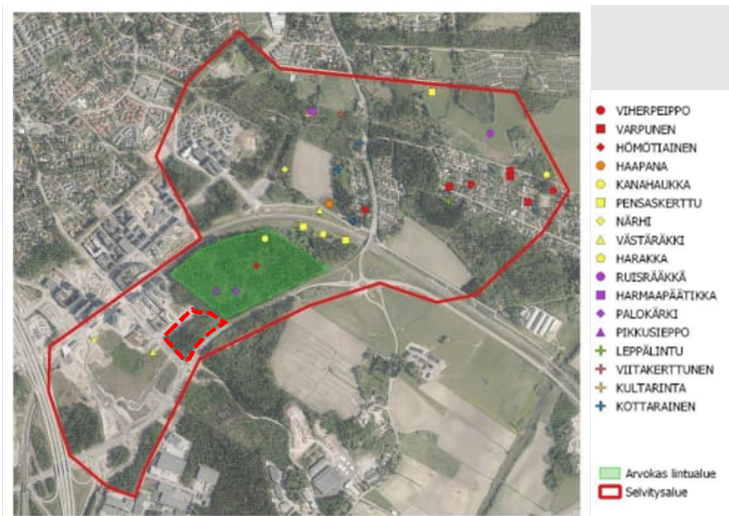 VIHERPEIPPO
VARPUNEN
HÖMÖTIAINEN
HAAPANA
KANAHAUKKA
PENSASKERTTU
NÄRHI
VÄSTÄRÄKKI
HARAKKA
RUISRÄÄKKÄ
HARMAAPÄÄTIKKA
PALOKÄRKI
PIKKUSIEPPO
LEPPÄLINTU
VIITAKERTTUNEN
KULTARINTA
KOTTARAINEN
Arvokas lintualue
Selvitysalue